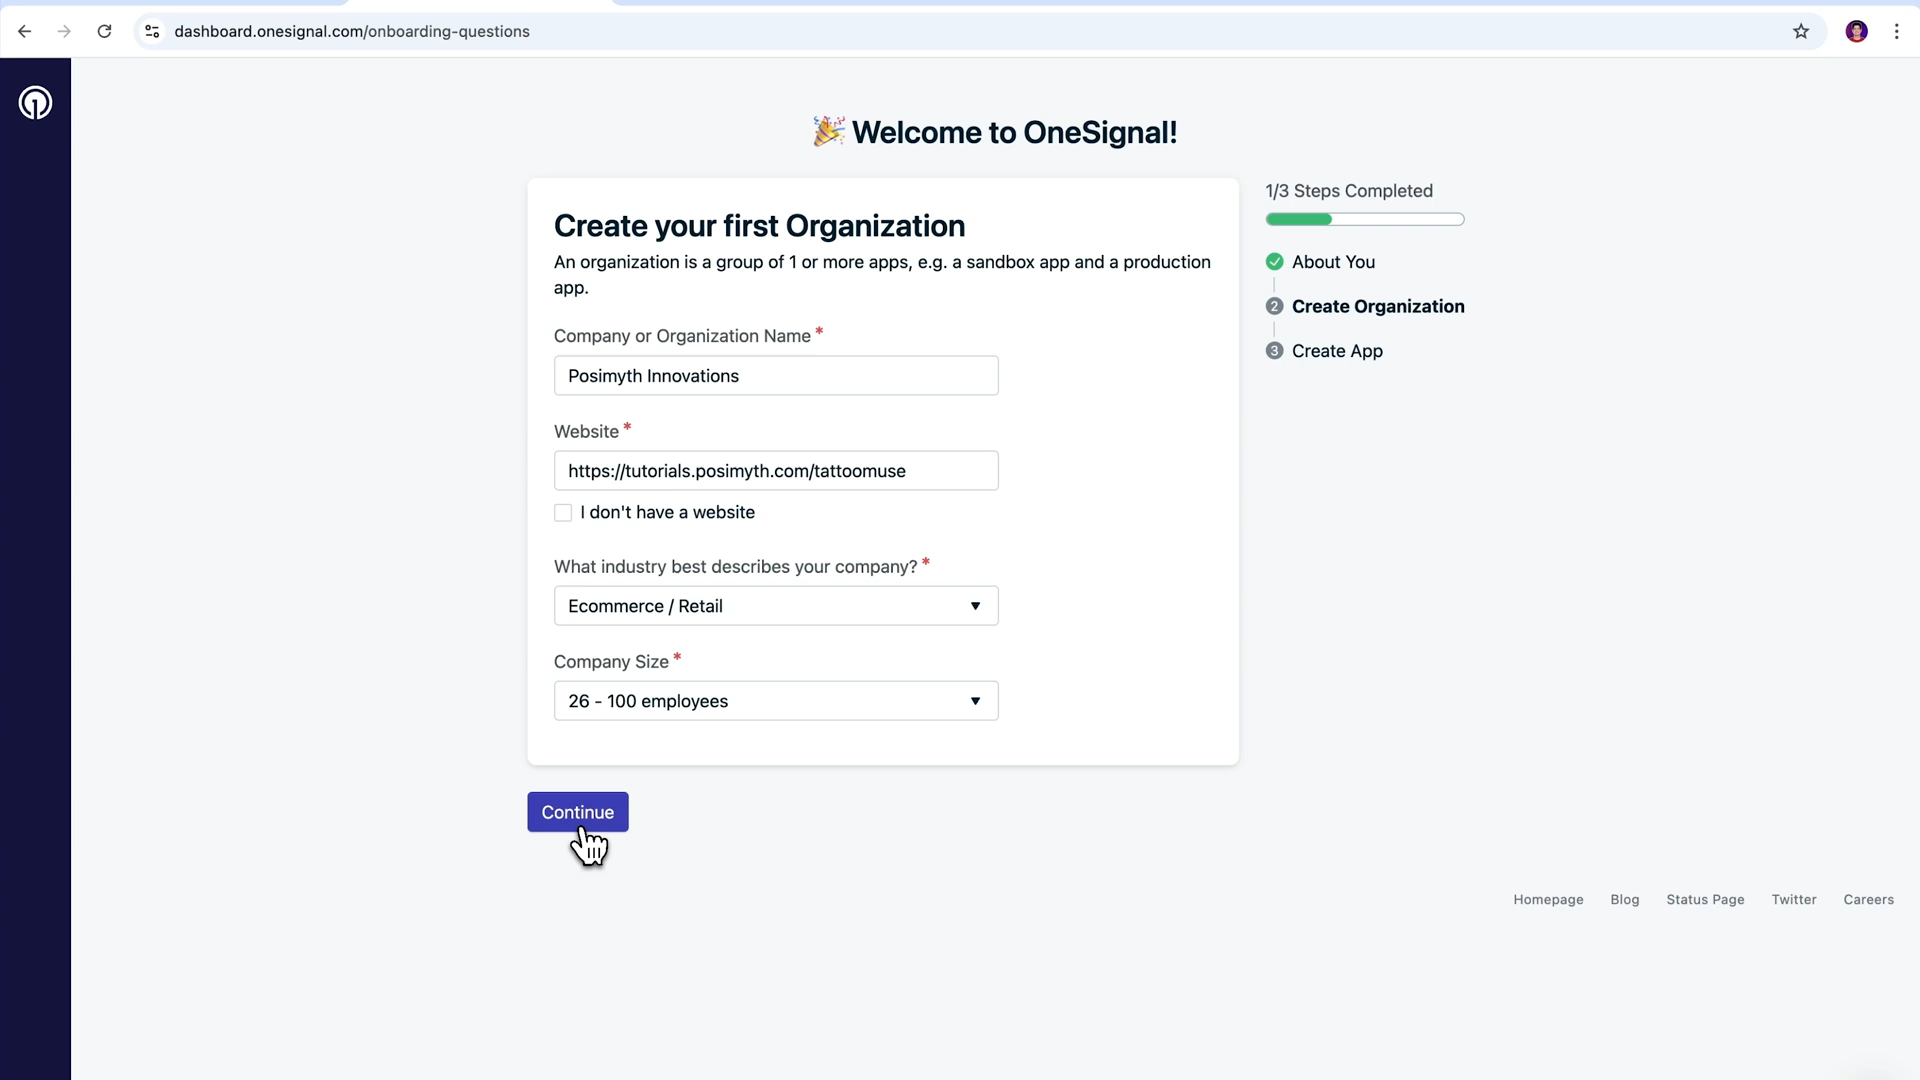 dashboard.onesignal.com/onboarding-questions
🎉 Welcome to OneSignal!
Create your first Organization
An organization is a group of 1 or more apps, e.g. a sandbox app and a production
app.
Company or Organization Name *
Posimyth Innovations
Website *
https://tutorials.posimyth.com/tattoomuse
I don't have a website
What industry best describes your company? *
Ecommerce / Retail
Company Size *
26 - 100 employees
Continue
1/3 Steps Completed
About You
2 Create Organization
3 Create App
Homepage Blog Status Page Twitter Careers